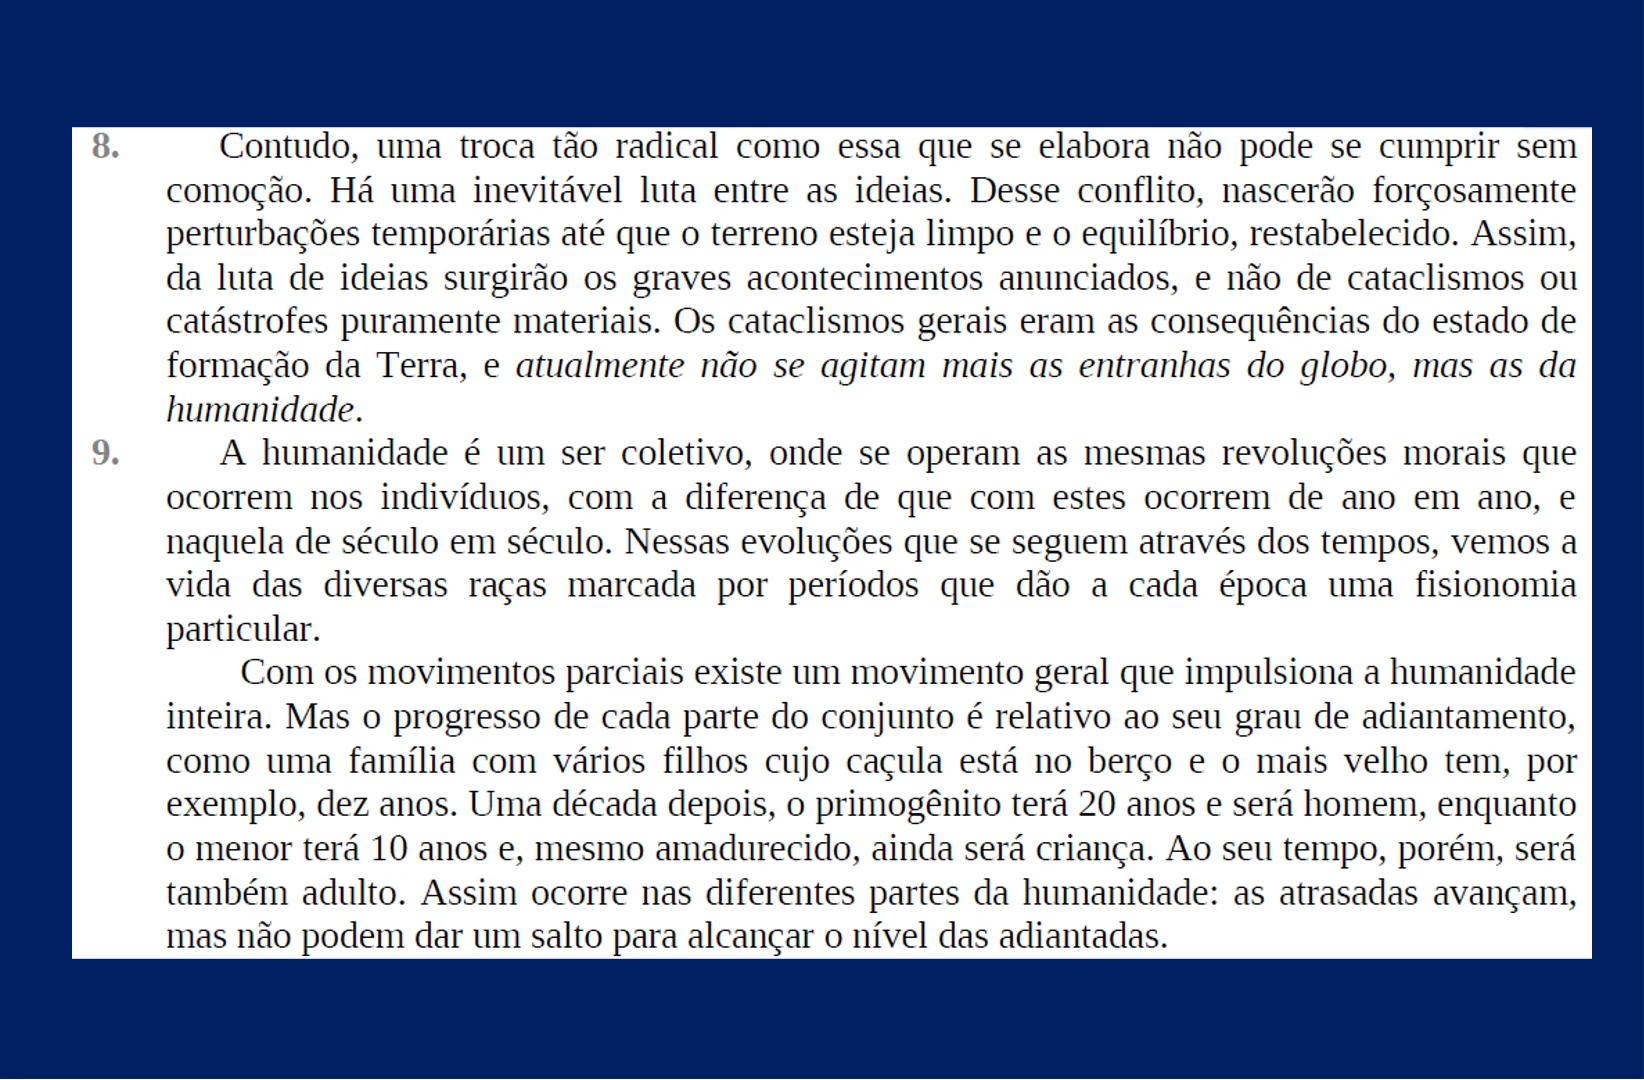 8. Contudo, uma troca tão radical como essa que se elabora não pode se cumprir sem
comoção. Há uma inevitável luta entre as ideias. Desse conflito, nascerão forçosamente
perturbações temporárias até que o terreno esteja limpo e o equilíbrio, restabelecido. Assim,
da luta de ideias surgirão os graves acontecimentos anunciados, e não de cataclismos ou
catástrofes puramente materiais. Os cataclismos gerais eram as consequências do estado de
formação da Terra, e atualmente não se agitam mais as entranhas do globo, mas as da
humanidade.
9. A humanidade é um ser coletivo, onde se operam as mesmas revoluções morais que
ocorrem nos indivíduos, com a diferença de que com estes ocorrem de ano em ano, e
naquela de século em século. Nessas evoluções que se seguem através dos tempos, vemos a
vida das diversas raças marcada por períodos que dão a cada época uma fisionomia
particular.
Com os movimentos parciais existe um movimento geral que impulsiona a humanidade
inteira. Mas o progresso de cada parte do conjunto é relativo ao seu grau de adiantamento,
como uma família com vários filhos cujo caçula está no berço e o mais velho tem, por
exemplo, dez anos. Uma década depois, o primogênito terá 20 anos e será homem, enquanto
o menor terá 10 anos e, mesmo amadurecido, ainda será criança. Ao seu tempo, porém, será
também adulto. Assim ocorre nas diferentes partes da humanidade: as atrasadas avançam,
mas não podem dar um salto para alcançar o nível das adiantadas.